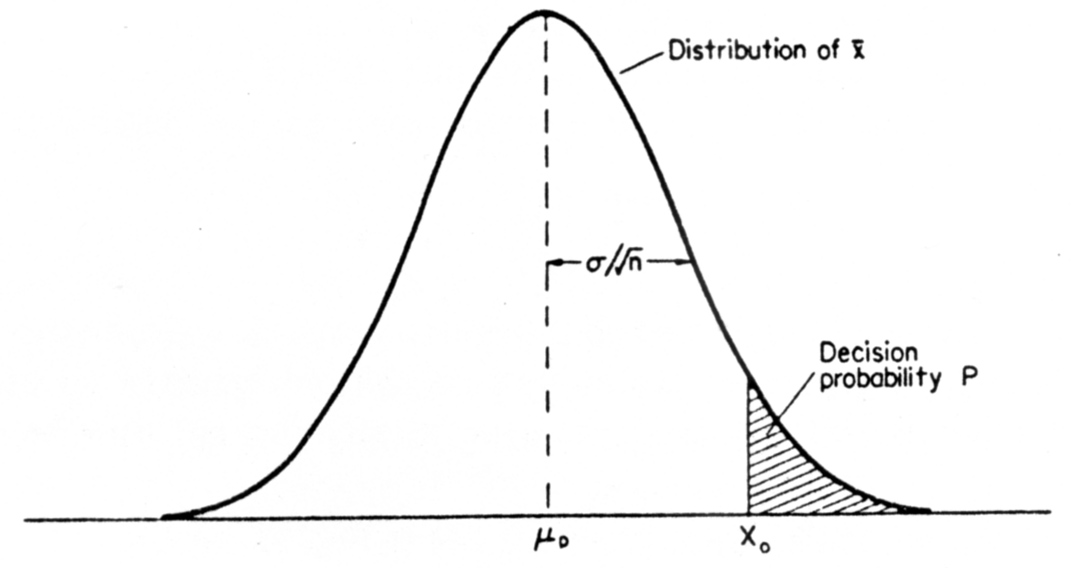 Distribution of x̄
σ/√n
Decision
probability P
μ₀
X₀